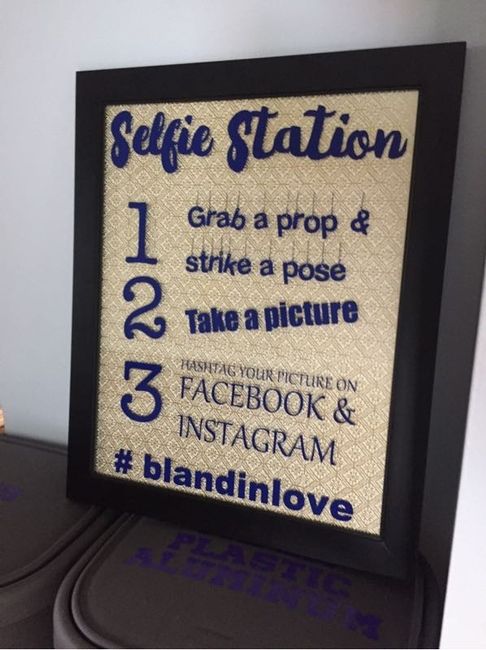 Selfie Station
1 Grab a prop &
strike a pose
2 Take a picture
3 HASHTAG YOUR PICTURE ON
FACEBOOK &
INSTAGRAM
# blandinlove
PLASTIC
ALUMINUM